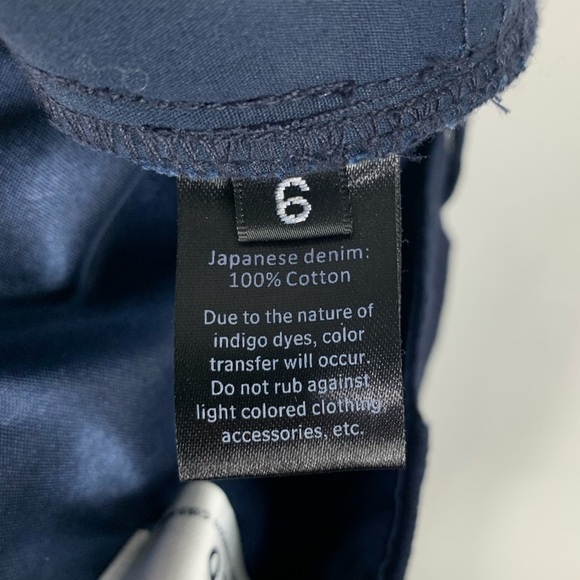 6
Japanese denim:
100% Cotton
Due to the nature of
indigo dyes, color
transfer will occur.
Do not rub against
light colored clothing
accessories, etc.